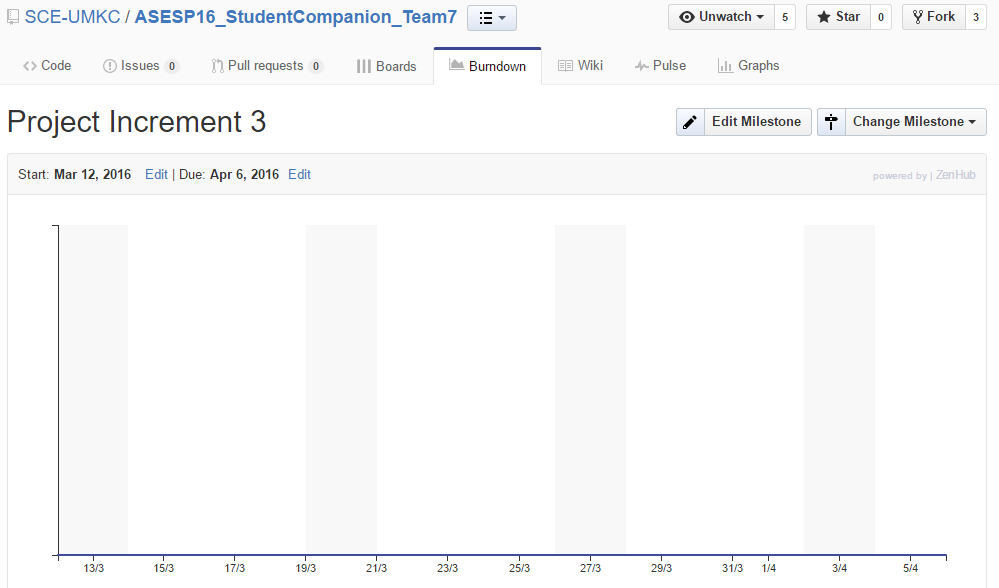 SCE-UMKC / ASESP16_StudentCompanion_Team7 Unwatch 5 Star 0 Fork 3
Code Issues 0 Pull requests 0 Boards Burndown Wiki Pulse Graphs
Project Increment 3 Edit Milestone Change Milestone
Start: Mar 12, 2016 Edit | Due: Apr 6, 2016 Edit powered by | ZenHub
13/3 15/3 17/3 19/3 21/3 23/3 25/3 27/3 29/3 31/3 1/4 3/4 5/4